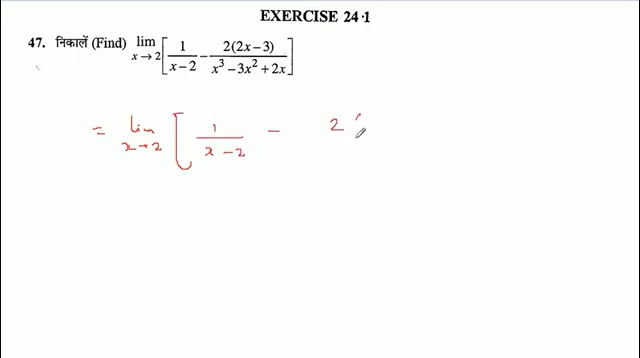 EXERCISE 24·1
47. निकालें (Find) lim x→2 [ 1/(x−2) − 2(2x−3)/(x³−3x²+2x) ]
= lim x→2 [ 1/(x−2) − 2